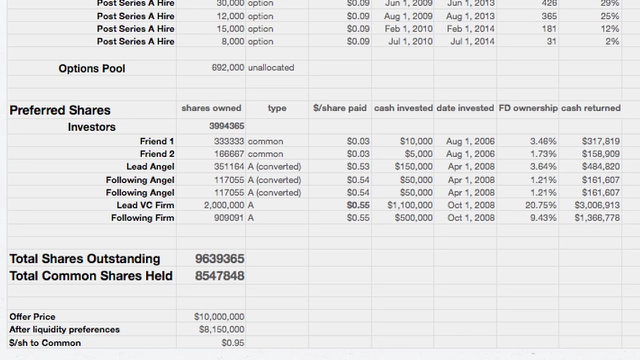 Post Series A Hire 30,000 option $0.09 Jun 1, 2009 Jun 1, 2013 426 29%
Post Series A Hire 12,000 option $0.09 Aug 1, 2009 Aug 1, 2013 365 25%
Post Series A Hire 15,000 option $0.09 Feb 1, 2010 Feb 1, 2014 181 12%
Post Series A Hire 8,000 option $0.09 Jul 1, 2010 Jul 1, 2014 31 2%
Options Pool 692,000 unallocated
Preferred Shares shares owned type $/share paid cash invested date invested FD ownership cash returned
Investors 3994365
Friend 1 333333 common $0.03 $10,000 Aug 1, 2006 3.46% $317,819
Friend 2 166667 common $0.03 $5,000 Aug 1, 2006 1.73% $158,909
Lead Angel 351164 A (converted) $0.53 $150,000 Apr 1, 2008 3.64% $484,820
Following Angel 117055 A (converted) $0.54 $50,000 Apr 1, 2008 1.21% $161,607
Following Angel 117055 A (converted) $0.54 $50,000 Apr 1, 2008 1.21% $161,607
Lead VC Firm 2,000,000 A $0.55 $1,100,000 Oct 1, 2008 20.75% $3,006,913
Following Firm 909091 A $0.55 $500,000 Oct 1, 2008 9.43% $1,366,778
Total Shares Outstanding 9639365
Total Common Shares Held 8547848
Offer Price $10,000,000
After liquidity preferences $8,150,000
$/sh to Common $0.95